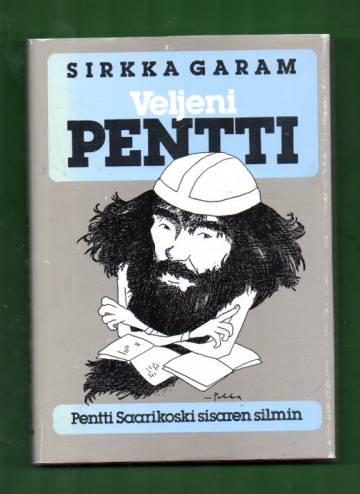 SIRKKA GARAM
Veljeni
PENTTI
Pentti Saarikoski sisaren silmin